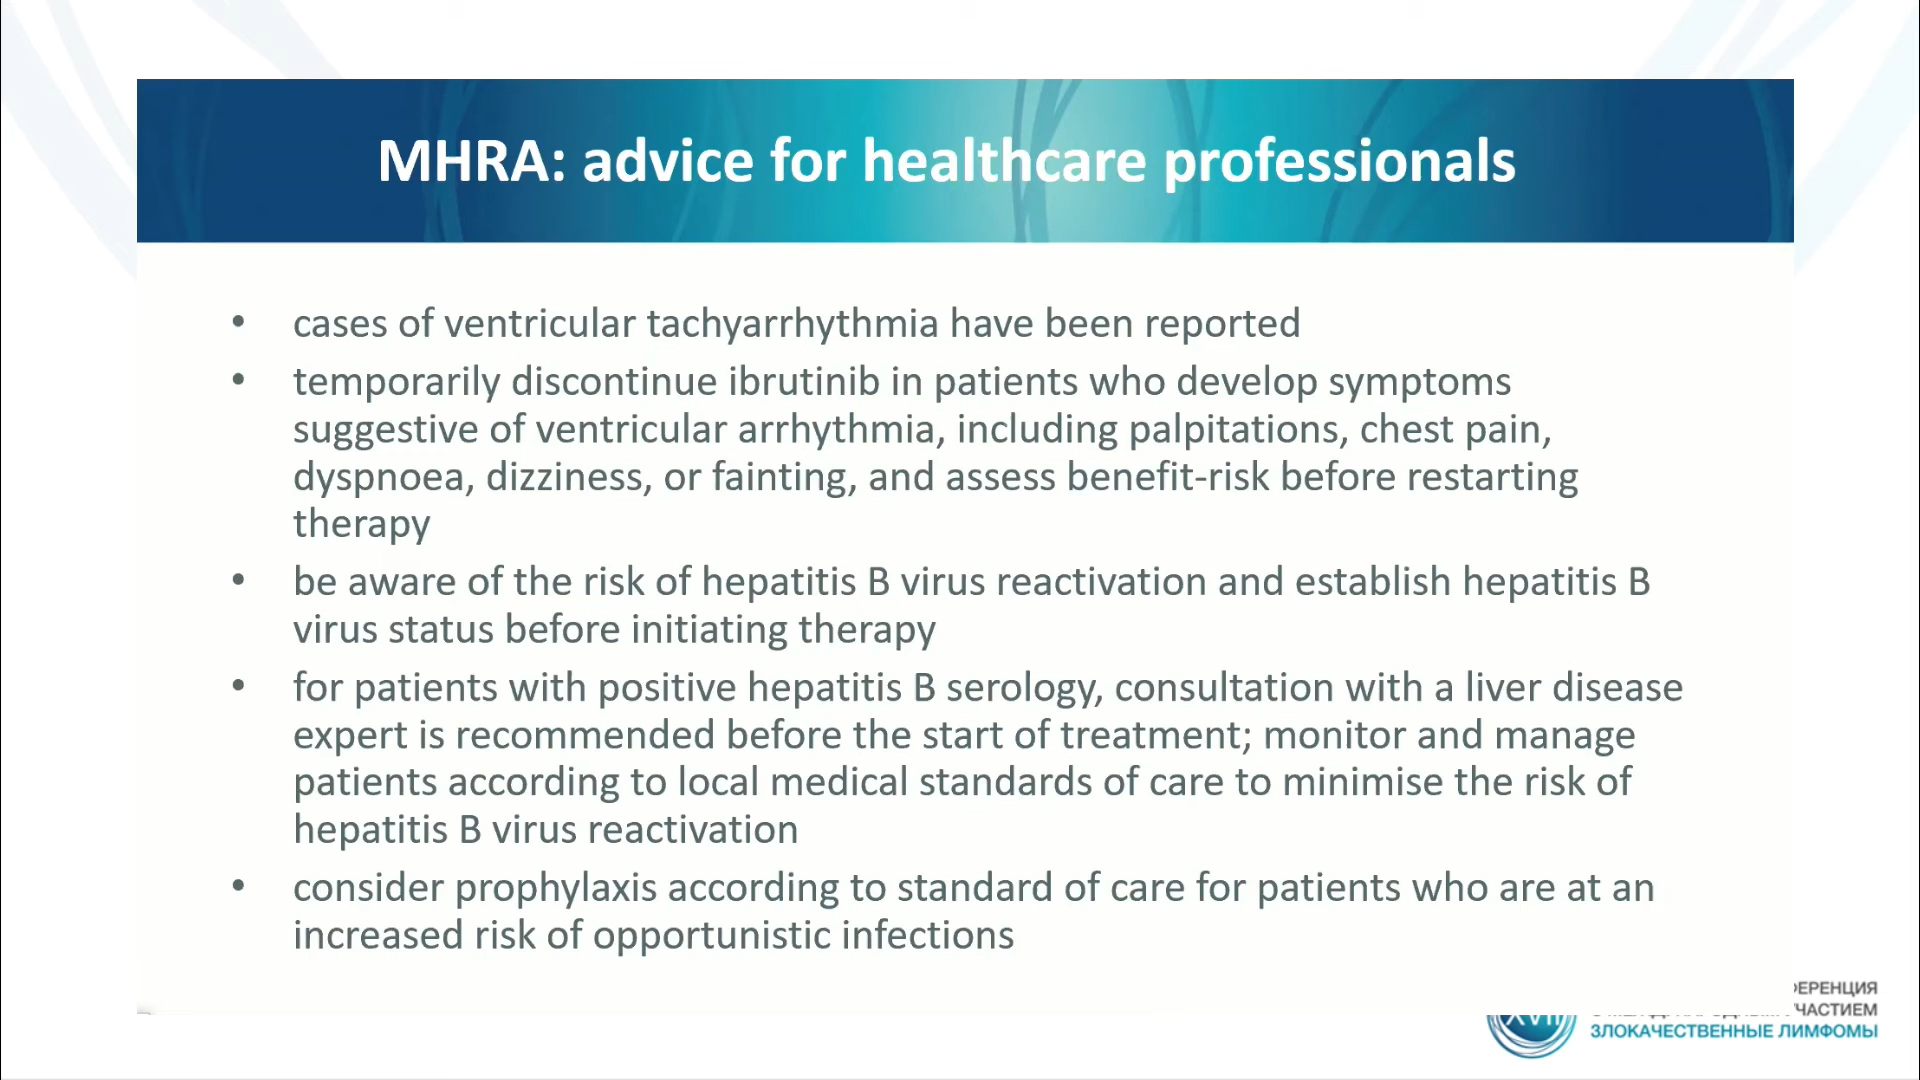 MHRA: advice for healthcare professionals
• cases of ventricular tachyarrhythmia have been reported
• temporarily discontinue ibrutinib in patients who develop symptoms
suggestive of ventricular arrhythmia, including palpitations, chest pain,
dyspnoea, dizziness, or fainting, and assess benefit-risk before restarting
therapy
• be aware of the risk of hepatitis B virus reactivation and establish hepatitis B
virus status before initiating therapy
• for patients with positive hepatitis B serology, consultation with a liver disease
expert is recommended before the start of treatment; monitor and manage
patients according to local medical standards of care to minimise the risk of
hepatitis B virus reactivation
• consider prophylaxis according to standard of care for patients who are at an
increased risk of opportunistic infections
ЕРЕНЦИЯ
ЧАСТИЕМ
ЗЛОКАЧЕСТВЕННЫЕ ЛИМФОМЫ